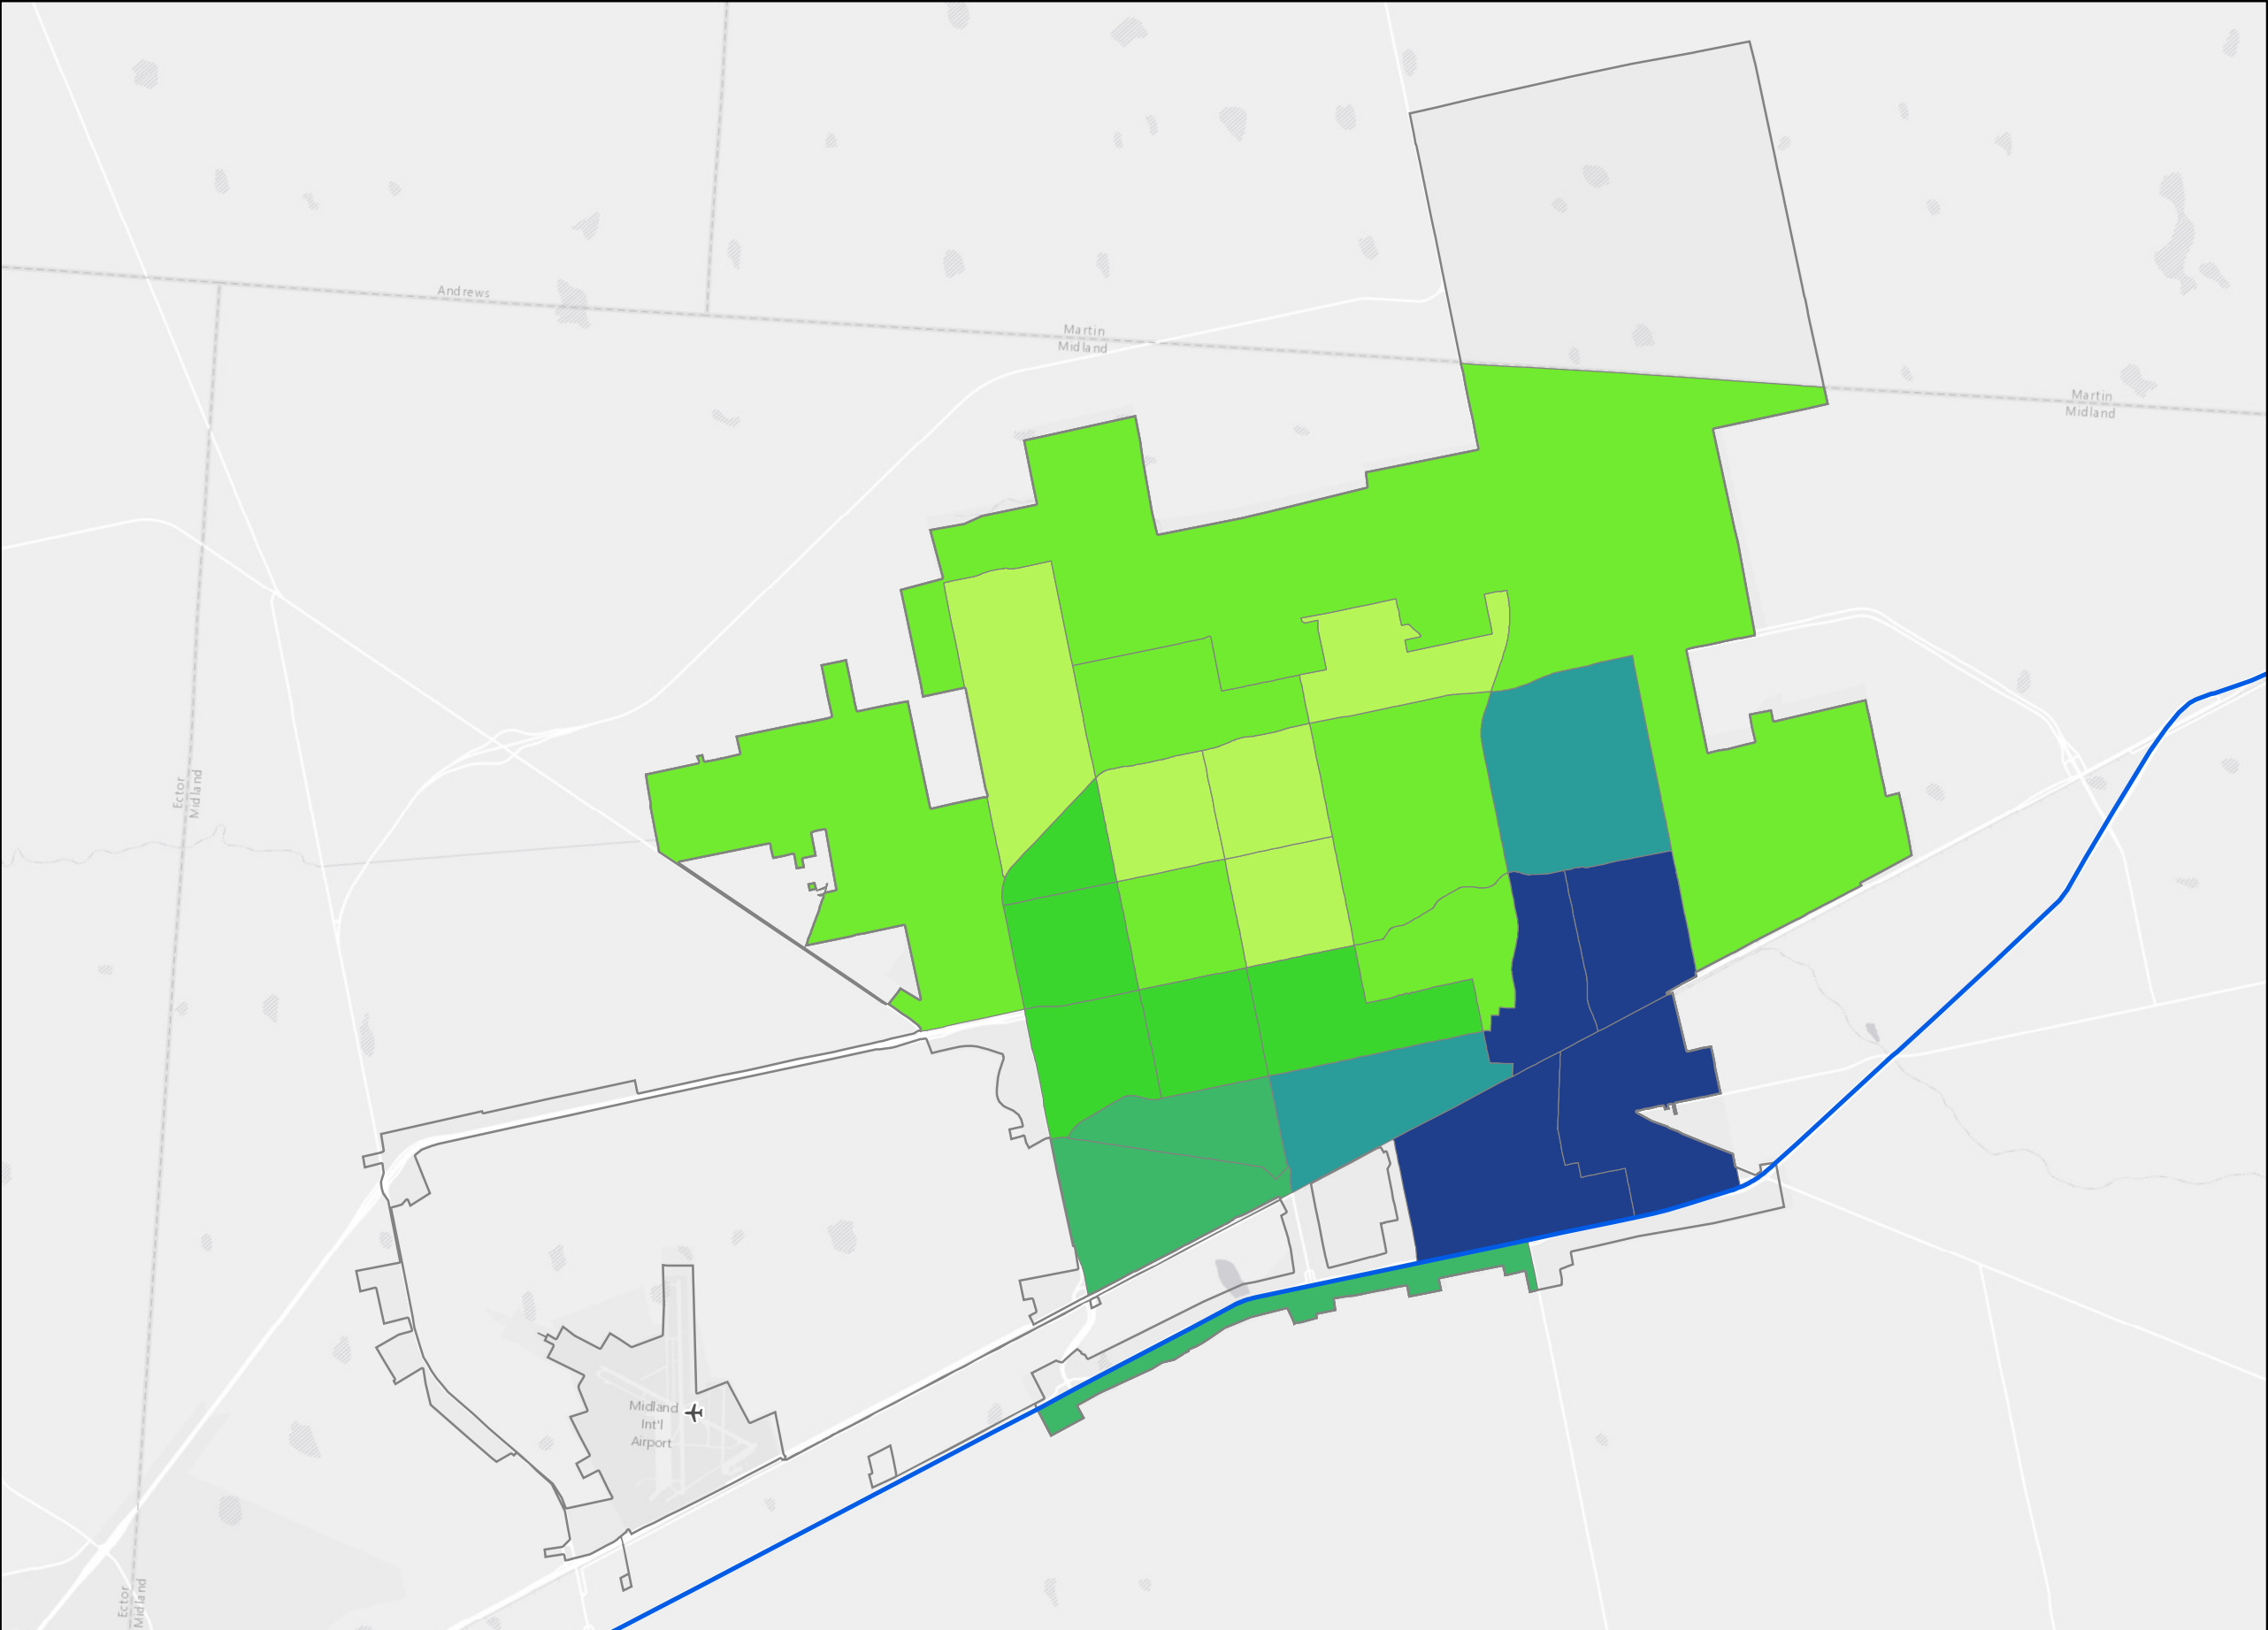 Andrews
Martin
Midland
Martin
Midland
Ector
Midland
Midland
Int'l
Airport
Ector
Midland